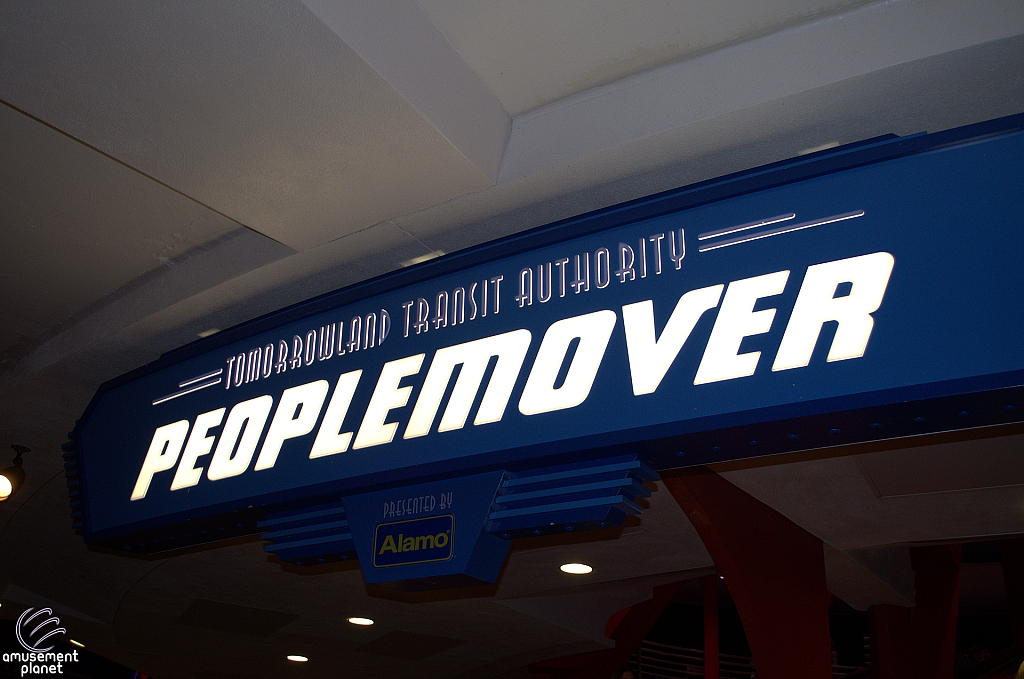 TOMORROWLAND TRANSIT AUTHORITY
PEOPLEMOVER
PRESENTED BY
Alamo
amusement
planet